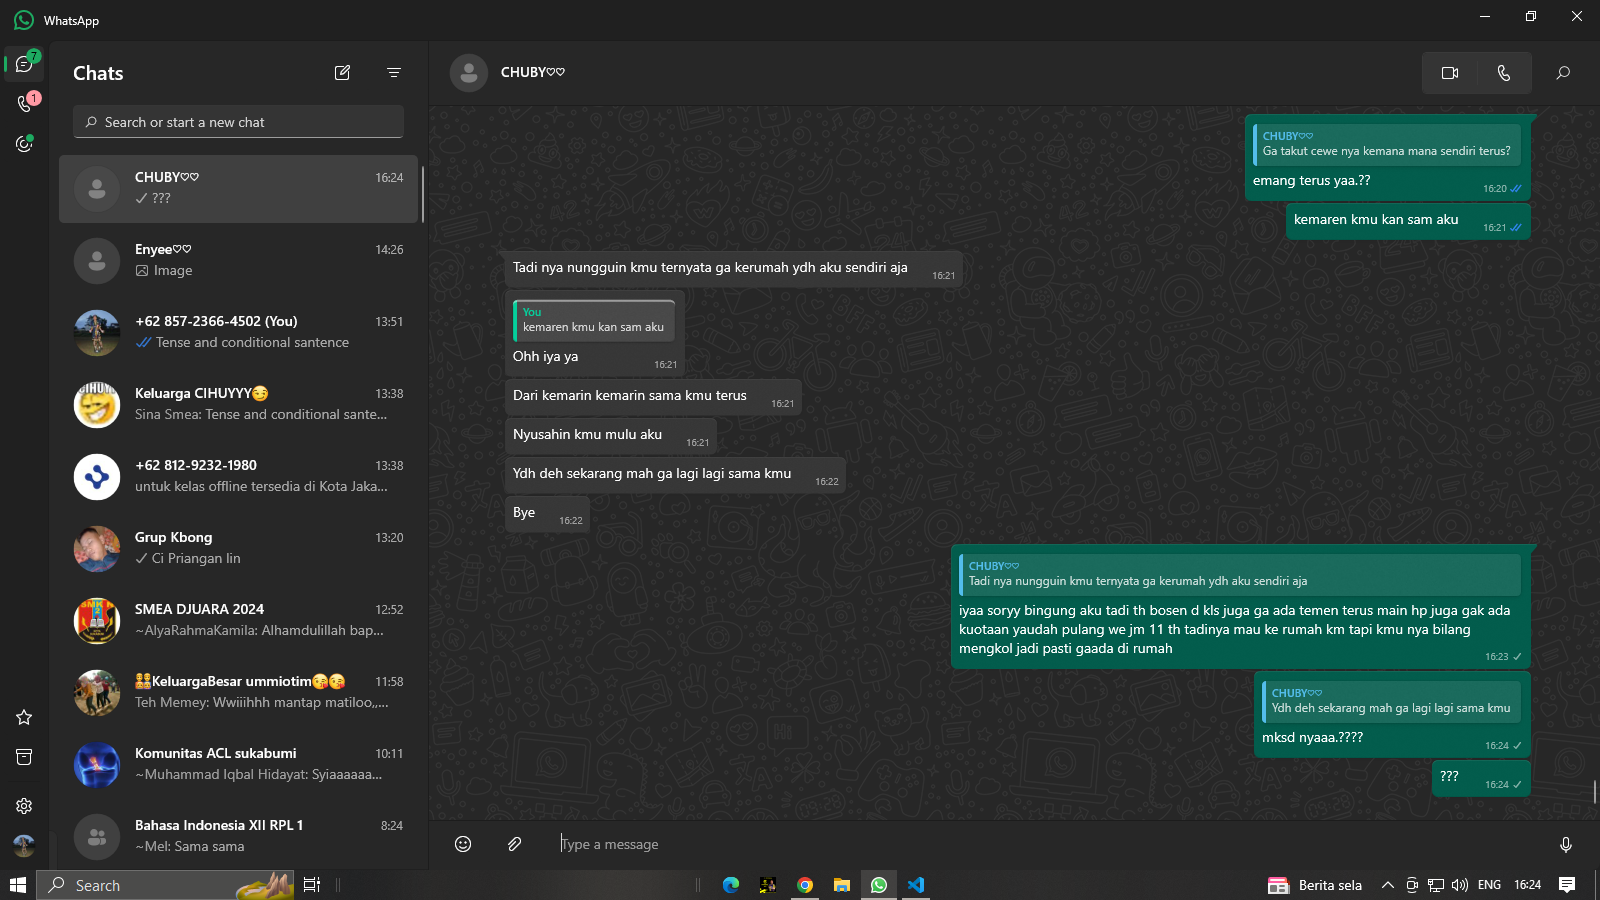 WhatsApp
7
1
Chats
Search or start a new chat
CHUBY♡♡
16:24
???
Enyee♡♡
14:26
Image
+62 857-2366-4502 (You)
13:51
Tense and conditional santence
Keluarga CIHUYYY😏
13:38
Sina Smea: Tense and conditional sante...
+62 812-9232-1980
13:38
untuk kelas offline tersedia di Kota Jaka...
Grup Kbong
13:20
Ci Priangan lin
SMEA DJUARA 2024
12:52
~AlyaRahmaKamila: Alhamdulillah bap...
👨‍👩‍👧‍👦KeluargaBesar ummiotim😘😘
11:58
Teh Memey: Wwiiihhh mantap matiloo,,...
Komunitas ACL sukabumi
10:11
~Muhammad Iqbal Hidayat: Syiaaaaaa...
Bahasa Indonesia XII RPL 1
8:24
~Mel: Sama sama
CHUBY♡♡
CHUBY♡♡
Ga takut cewe nya kemana mana sendiri terus?
emang terus yaa.??
16:20
kemaren kmu kan sam aku
16:21
Tadi nya nungguin kmu ternyata ga kerumah ydh aku sendiri aja
16:21
You
kemaren kmu kan sam aku
Ohh iya ya
16:21
Dari kemarin kemarin sama kmu terus
16:21
Nyusahin kmu mulu aku
16:21
Ydh deh sekarang mah ga lagi lagi sama kmu
16:22
Bye
16:22
CHUBY♡♡
Tadi nya nungguin kmu ternyata ga kerumah ydh aku sendiri aja
iyaa soryy bingung aku tadi th bosen d kls juga ga ada temen terus main hp juga gak ada
kuotaan yaudah pulang we jm 11 th tadinya mau ke rumah km tapi kmu nya bilang
mengkol jadi pasti gaada di rumah
16:23
CHUBY♡♡
Ydh deh sekarang mah ga lagi lagi sama kmu
mksd nyaaa.????
16:24
???
16:24
Type a message
Search
Berita sela
ENG
16:24